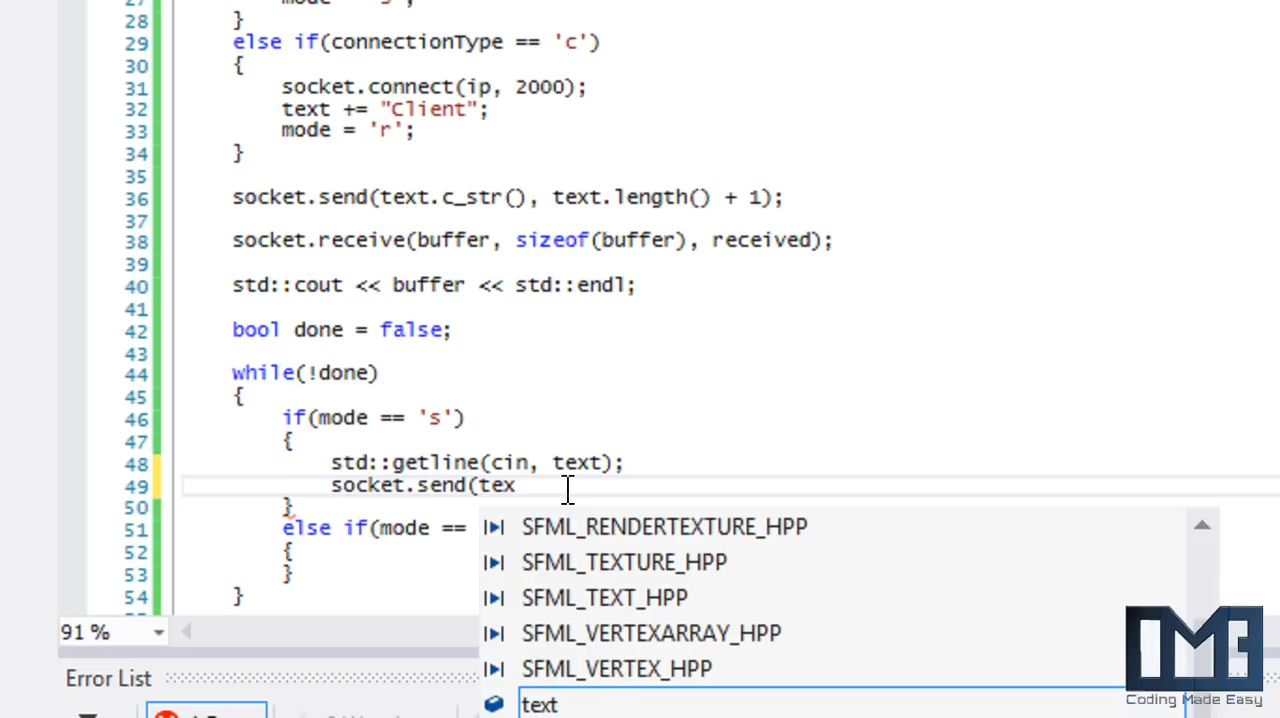 27 mode = 's';
28 }
29 else if(connectionType == 'c')
30 {
31 socket.connect(ip, 2000);
32 text += "Client";
33 mode = 'r';
34 }
35
36 socket.send(text.c_str(), text.length() + 1);
37
38 socket.receive(buffer, sizeof(buffer), received);
39
40 std::cout << buffer << std::endl;
41
42 bool done = false;
43
44 while(!done)
45 {
46 if(mode == 's')
47 {
48 std::getline(cin, text);
49 socket.send(tex
50 }
51 else if(mode ==
52 {
53 }
54 }
SFML_RENDERTEXTURE_HPP
SFML_TEXTURE_HPP
SFML_TEXT_HPP
SFML_VERTEXARRAY_HPP
SFML_VERTEX_HPP
text
91 %
Error List
Coding Made Easy